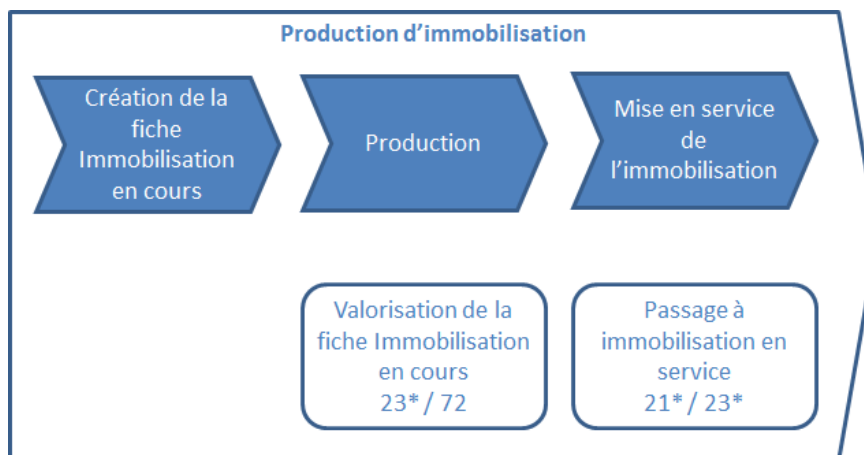 Production d’immobilisation
Création de la
fiche
Immobilisation
en cours
Production
Mise en service
de
l’immobilisation
Valorisation de la
fiche Immobilisation
en cours
23* / 72
Passage à
immobilisation en
service
21* / 23*